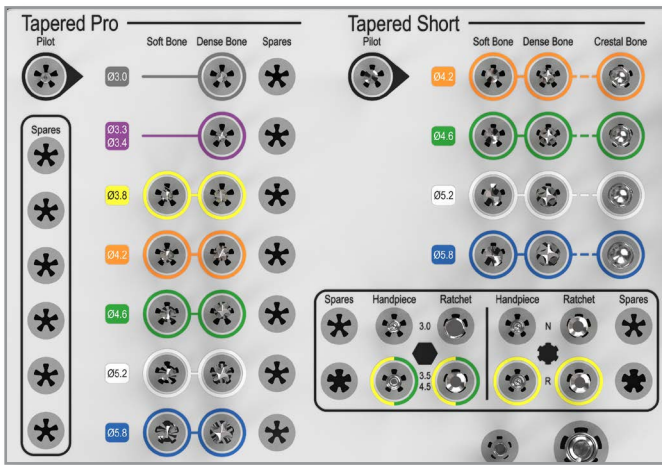 Tapered Pro
Pilot Soft Bone Dense Bone Spares
Ø3.0
Spares
Ø3.3
Ø3.4
Ø3.8
Ø4.2
Ø4.6
Ø5.2
Ø5.8
Tapered Short
Pilot Soft Bone Dense Bone Crestal Bone
Ø4.2
Ø4.6
Ø5.2
Ø5.8
Spares Handpiece Ratchet Handpiece Ratchet Spares
3.0 N
3.5
4.5 R